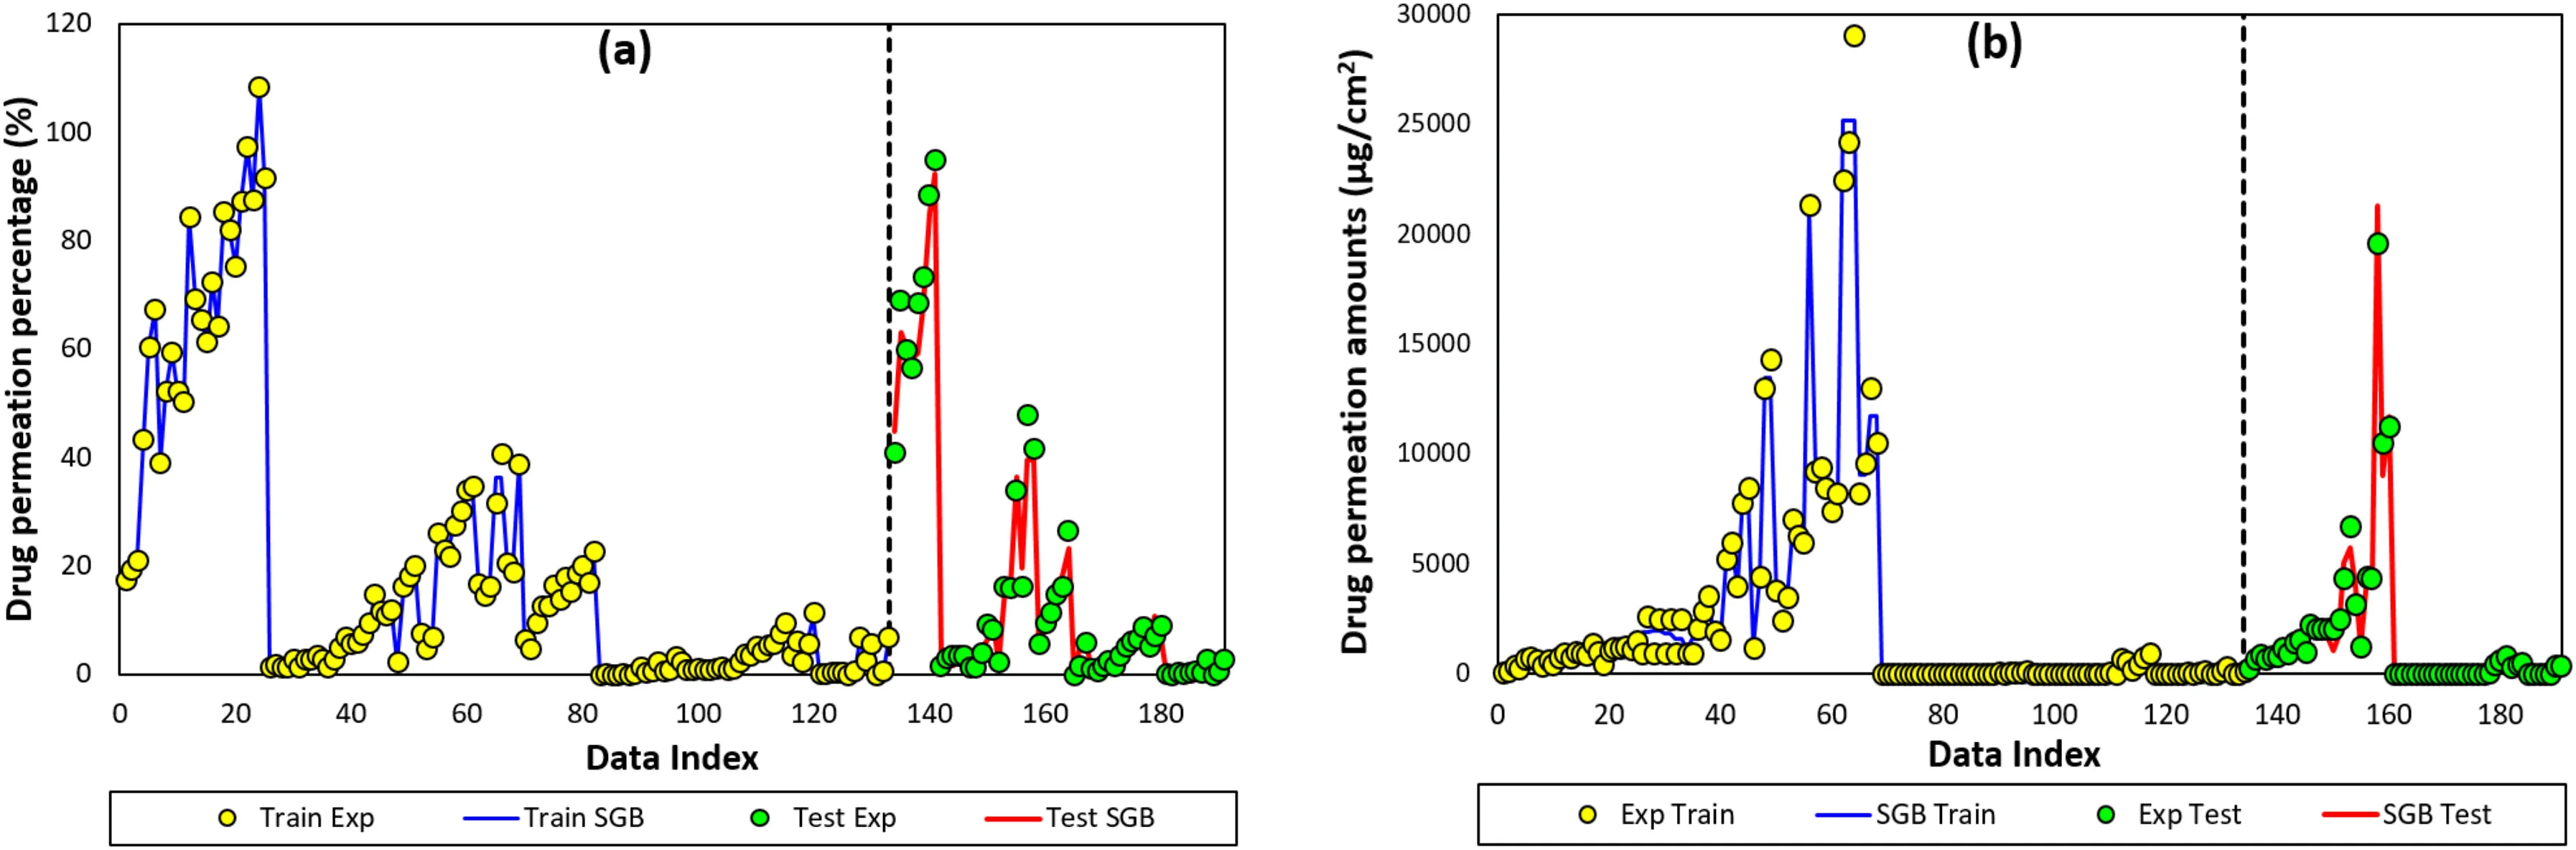 (a)
Drug permeation percentage (%)
120
100
80
60
40
20
0
0 20 40 60 80 100 120 140 160 180
Data Index
Train Exp Train SGB Test Exp Test SGB
(b)
Drug permeation amounts (µg/cm²)
30000
25000
20000
15000
10000
5000
0
0 20 40 60 80 100 120 140 160 180
Data Index
Exp Train SGB Train Exp Test SGB Test